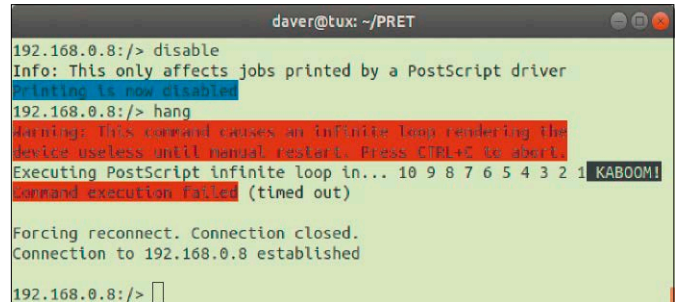 daver@tux: ~/PRET
192.168.0.8:/> disable
Info: This only affects jobs printed by a PostScript driver
Printing is now disabled
192.168.0.8:/> hang
Warning: This command causes an infinite loop rendering the
device useless until manual restart. Press CTRL+C to abort.
Executing PostScript infinite loop in... 10 9 8 7 6 5 4 3 2 1 KABOOM!
Command execution failed (timed out)
Forcing reconnect. Connection closed.
Connection to 192.168.0.8 established
192.168.0.8:/>